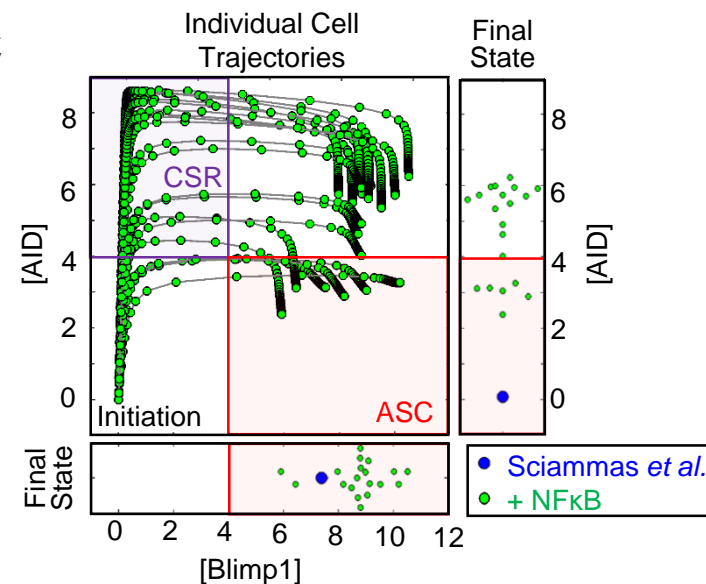 Individual Cell
Trajectories
Final
State
[AID]
8
6
4
2
0
CSR
Initiation
ASC
8
6
4
2
0
[AID]
Final
State
0 2 4 6 8 10 12
[Blimp1]
Sciammas et al.
+ NFκB